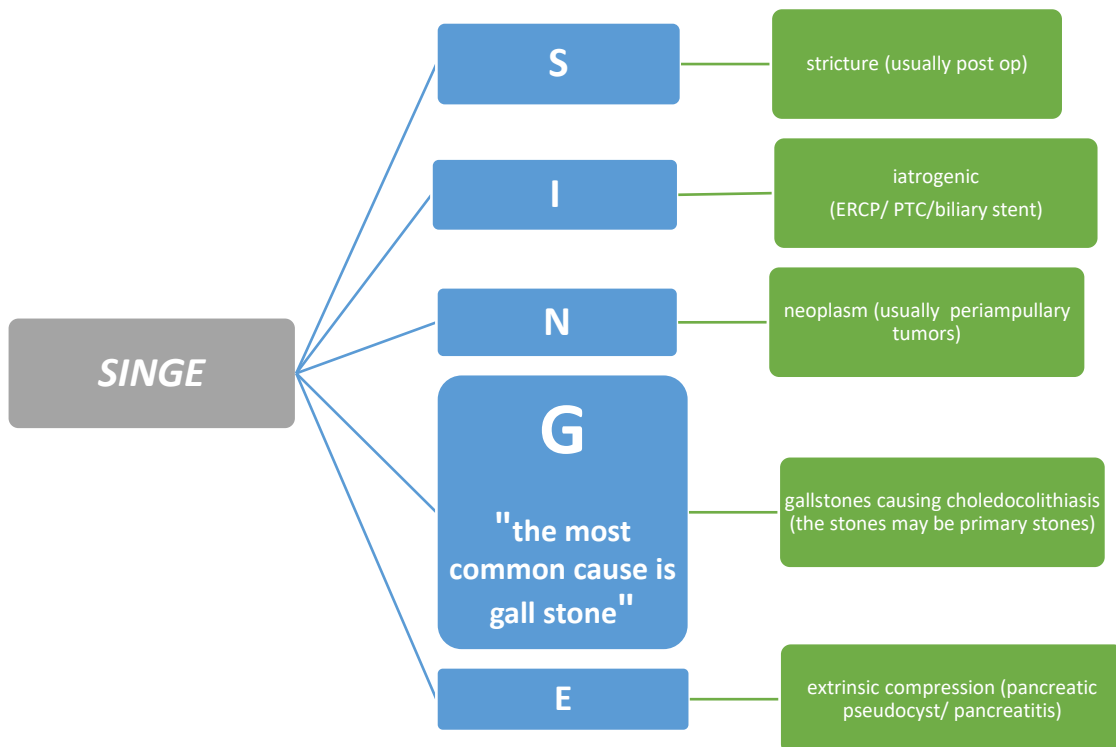 SINGE
S
stricture (usually post op)
I
iatrogenic
(ERCP/ PTC/biliary stent)
N
neoplasm (usually periampullary
tumors)
G
"the most
common cause is
gall stone"
gallstones causing choledocolithiasis
(the stones may be primary stones)
E
extrinsic compression (pancreatic
pseudocyst/ pancreatitis)